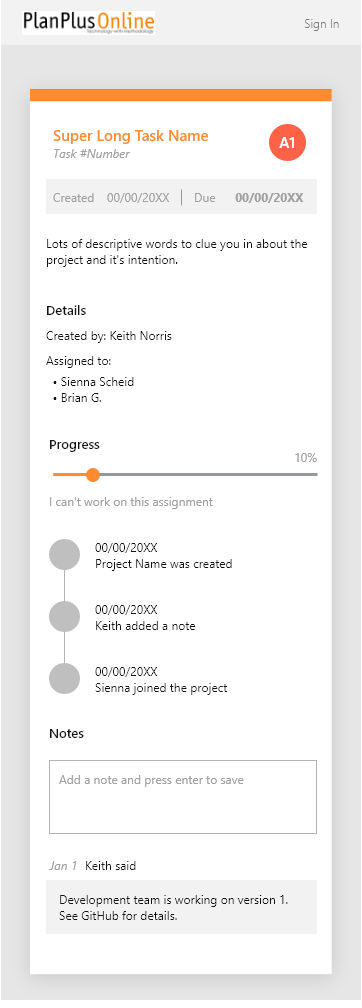 PlanPlusOnline
Technology with Methodology
Sign In
Super Long Task Name
A1
Task #Number
Created 00/00/20XX Due 00/00/20XX
Lots of descriptive words to clue you in about the
project and it's intention.
Details
Created by: Keith Norris
Assigned to:
• Sienna Scheid
• Brian G.
Progress
10%
I can't work on this assignment
00/00/20XX
Project Name was created
00/00/20XX
Keith added a note
00/00/20XX
Sienna joined the project
Notes
Add a note and press enter to save
Jan 1 Keith said
Development team is working on version 1.
See GitHub for details.